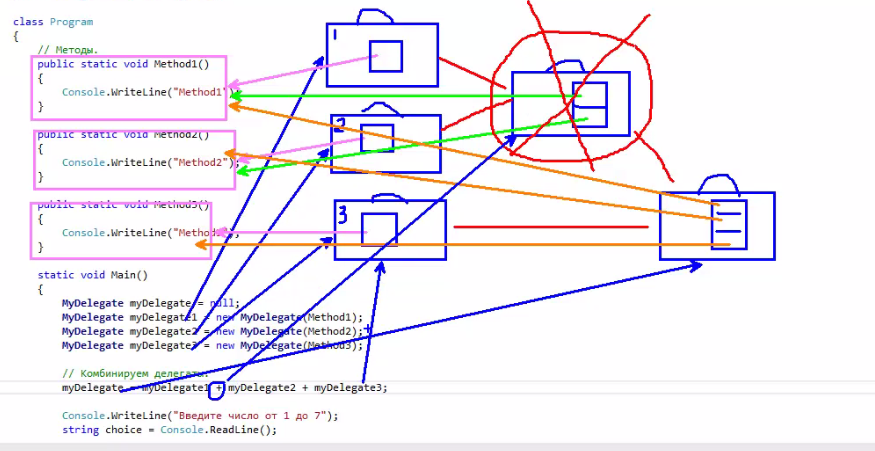 class Program
{
// Методы.
public static void Method1()
{
Console.WriteLine("Method1");
}
public static void Method2()
{
Console.WriteLine("Method2");
}
public static void Method3()
{
Console.WriteLine("Method
}
static void Main()
{
MyDelegate myDelegate = null;
MyDelegate myDelegate1 = new MyDelegate(Method1);
MyDelegate myDelegate2 = new MyDelegate(Method2);
MyDelegate myDelegate3 = new MyDelegate(Method3);
// Комбинируем делегаты.
myDelegate = myDelegate1 + myDelegate2 + myDelegate3;
Console.WriteLine("Введите число от 1 до 7");
string choice = Console.ReadLine();
1
2
3